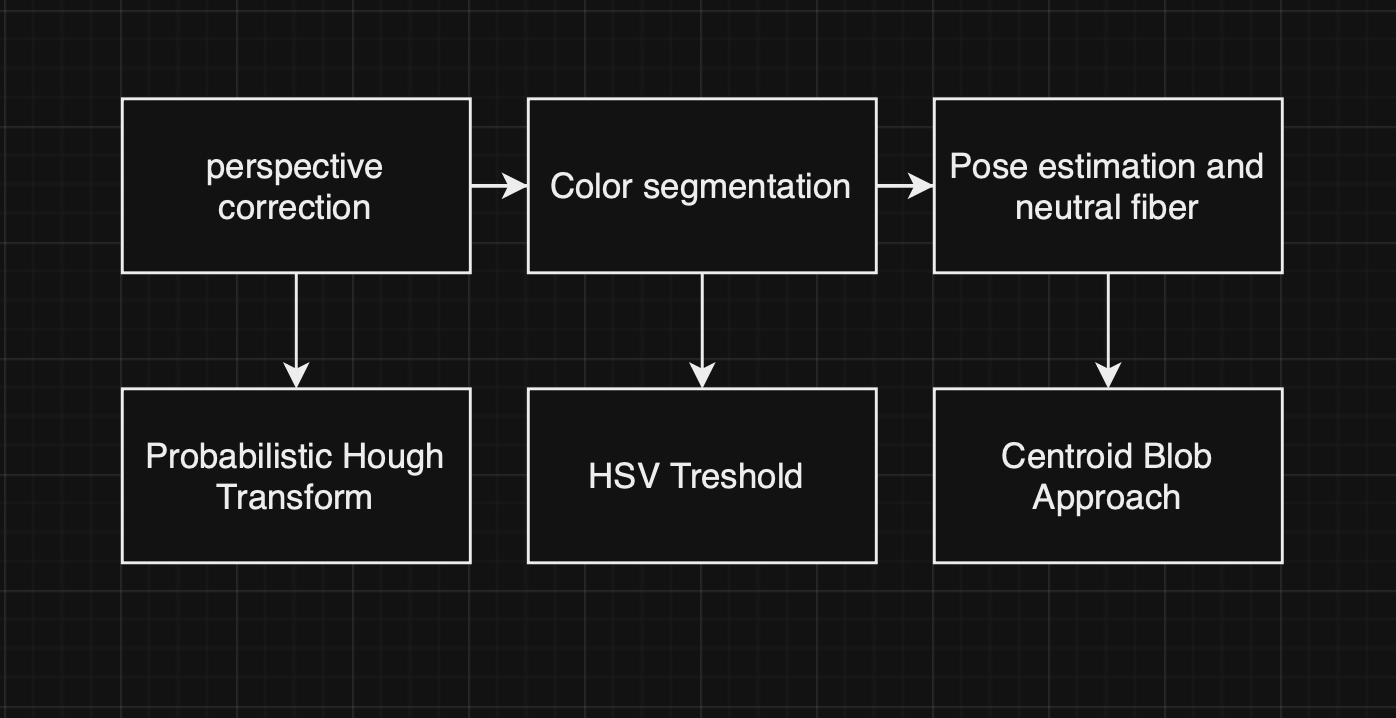 perspective
correction
Color segmentation
Pose estimation and
neutral fiber
Probabilistic Hough
Transform
HSV Treshold
Centroid Blob
Approach